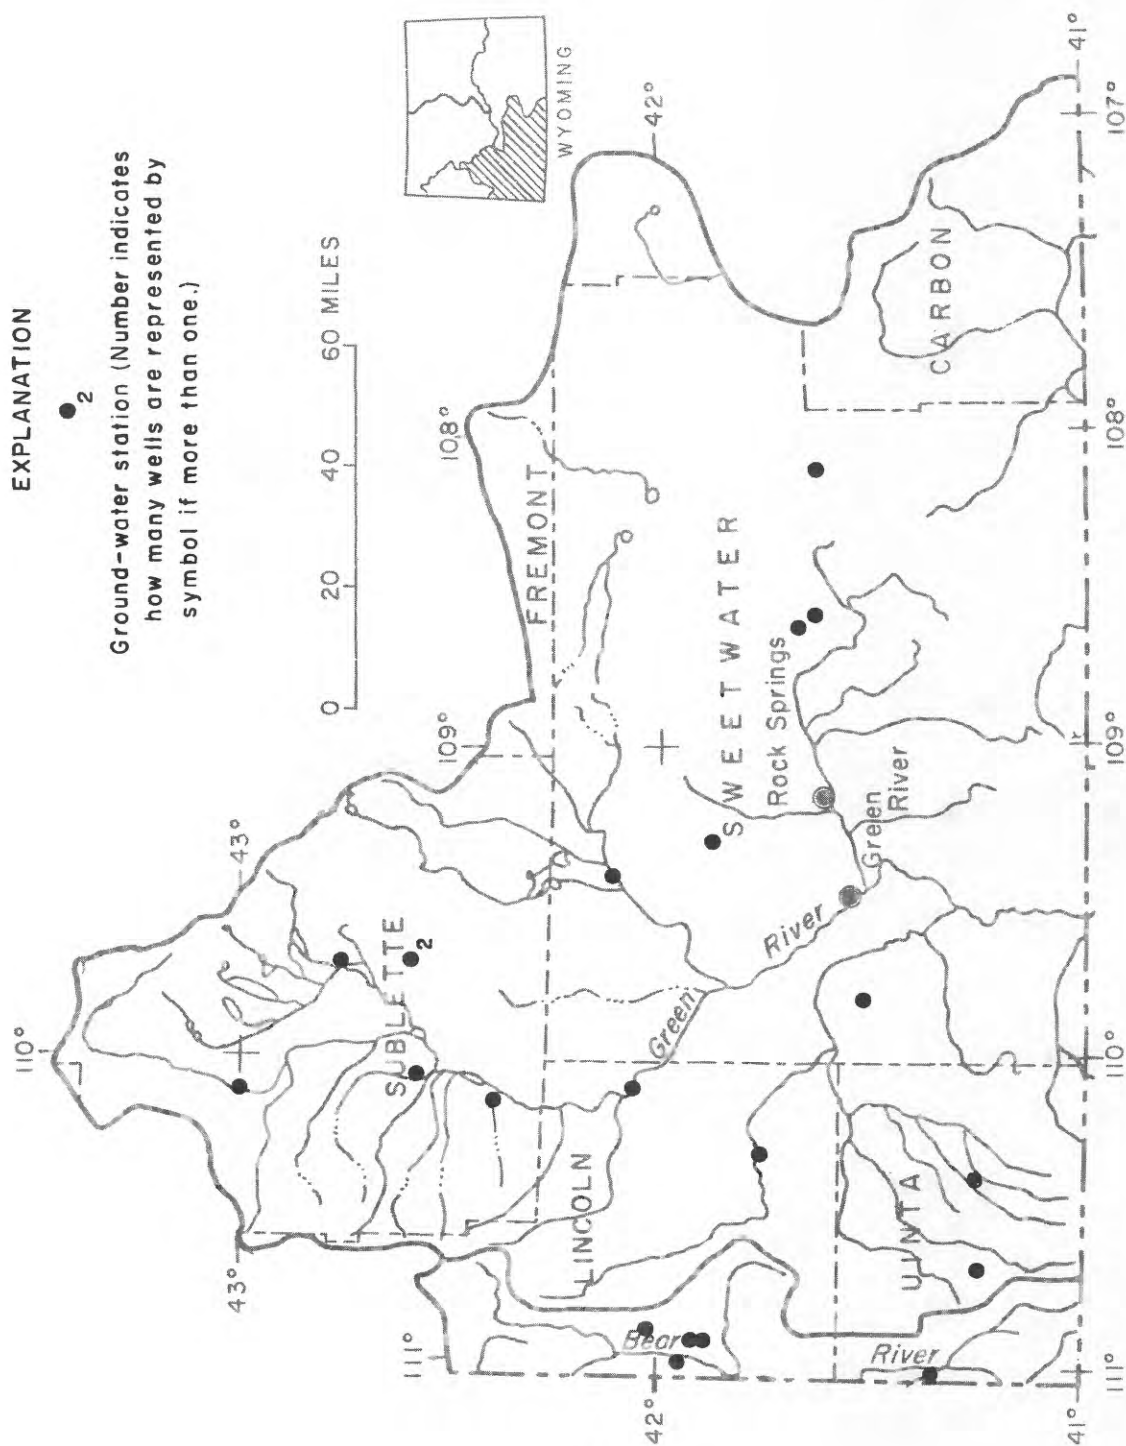 EXPLANATION
2
Ground-water station (Number indicates
how many wells are represented by
symbol if more than one.)
0 20 40 60 MILES
WYOMING
110°
43°
43°
109°
108°
42°
SUBLETTE
2
FREMONT
111°
LINCOLN
Green
River
SWEETWATER
Rock Springs
Green
River
CARBON
Bear
42°
UINTA
River
41°
41°
111°
110°
109°
108°
107°